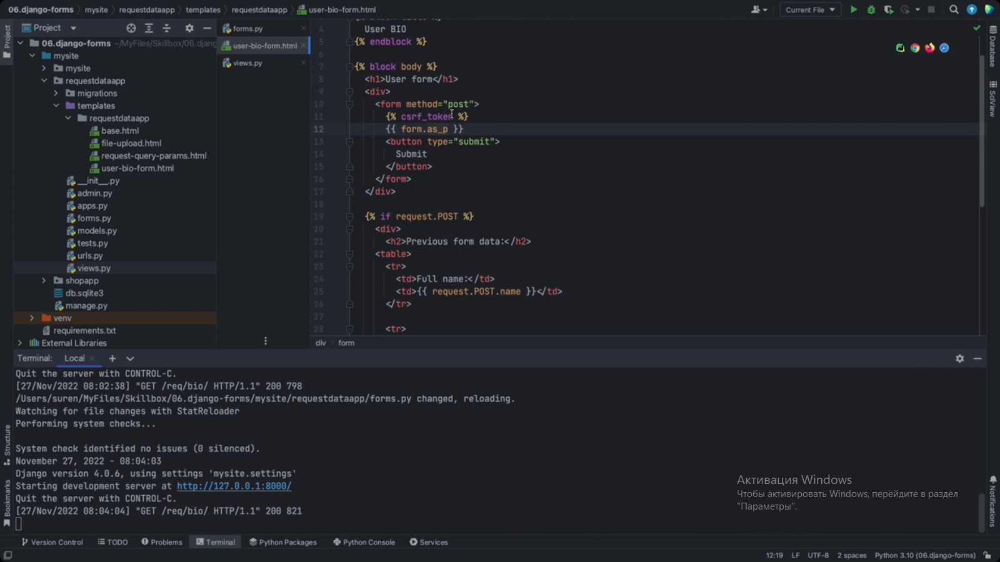 06.django-forms mysite requestdataapp templates requestdataapp user-bio-form.html
Current File
Project
06.django-forms ~/MyFiles/Skillbox/06.djang
mysite
mysite
requestdataapp
migrations
templates
requestdataapp
base.html
file-upload.html
request-query-params.html
user-bio-form.html
__init__.py
admin.py
apps.py
forms.py
models.py
tests.py
urls.py
views.py
shopapp
db.sqlite3
manage.py
venv
requirements.txt
External Libraries
forms.py
user-bio-form.html
views.py
4 User BIO
5 {% endblock %}
6
7 {% block body %}
8 <h1>User form</h1>
9 <div>
10 <form method="post">
11 {% csrf_token %}
12 {{ form.as_p }}
13 <button type="submit">
14 Submit
15 </button>
16 </form>
17 </div>
18
19 {% if request.POST %}
20 <div>
21 <h2>Previous form data:</h2>
22 <table>
23 <tr>
24 <td>Full name:</td>
25 <td>{{ request.POST.name }}</td>
26 </tr>
27
28 <tr>
div form
Project
Structure
Bookmarks
Database
SciView
Notifications
Terminal: Local
Quit the server with CONTROL-C.
[27/Nov/2022 08:02:38] "GET /req/bio/ HTTP/1.1" 200 798
/Users/suren/MyFiles/Skillbox/06.django-forms/mysite/requestdataapp/forms.py changed, reloading.
Watching for file changes with StatReloader
Performing system checks...
System check identified no issues (0 silenced).
November 27, 2022 - 08:04:03
Django version 4.0.6, using settings 'mysite.settings'
Starting development server at http://127.0.0.1:8000/
Quit the server with CONTROL-C.
[27/Nov/2022 08:04:04] "GET /req/bio/ HTTP/1.1" 200 821
Активация Windows
Чтобы активировать Windows, перейдите в раздел
"Параметры".
Version Control TODO Problems Terminal Python Packages Python Console Services
12:19 LF UTF-8 2 spaces Python 3.10 (06.django-forms)